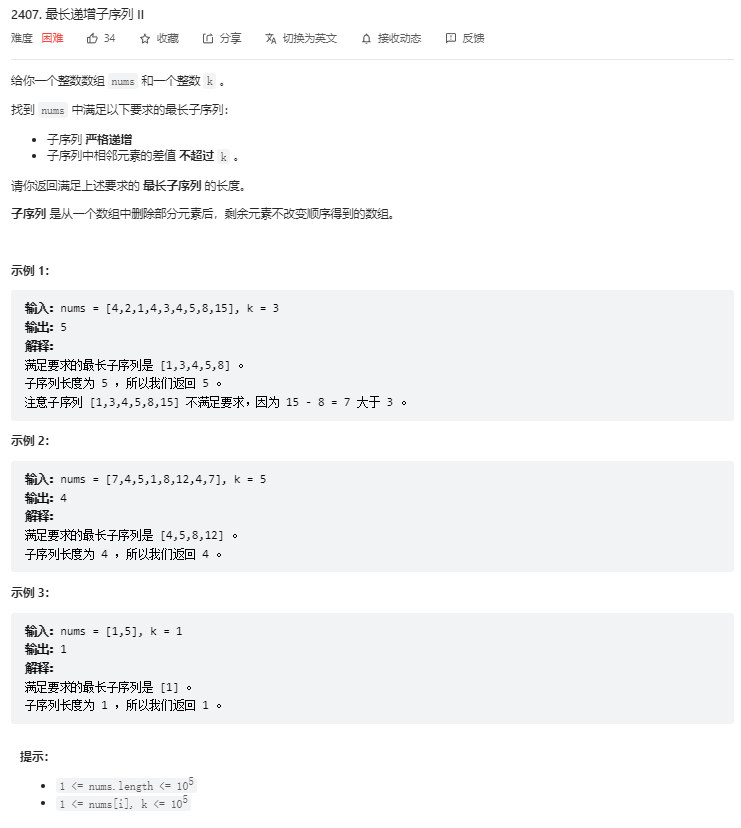 2407. 最长递增子序列 II
难度 困难 34 收藏 分享 切换为英文 接收动态 反馈
给你一个整数数组 nums 和一个整数 k 。
找到 nums 中满足以下要求的最长子序列：
• 子序列 严格递增
• 子序列中相邻元素的差值 不超过 k 。
请你返回满足上述要求的 最长子序列 的长度。
子序列 是从一个数组中删除部分元素后，剩余元素不改变顺序得到的数组。
示例 1：
输入：nums = [4,2,1,4,3,4,5,8,15], k = 3
输出：5
解释：
满足要求的最长子序列是 [1,3,4,5,8] 。
子序列长度为 5 ，所以我们返回 5 。
注意子序列 [1,3,4,5,8,15] 不满足要求，因为 15 - 8 = 7 大于 3 。
示例 2：
输入：nums = [7,4,5,1,8,12,4,7], k = 5
输出：4
解释：
满足要求的最长子序列是 [4,5,8,12] 。
子序列长度为 4 ，所以我们返回 4 。
示例 3：
输入：nums = [1,5], k = 1
输出：1
解释：
满足要求的最长子序列是 [1] 。
子序列长度为 1 ，所以我们返回 1 。
提示：
• 1 <= nums.length <= 10⁵
• 1 <= nums[i], k <= 10⁵